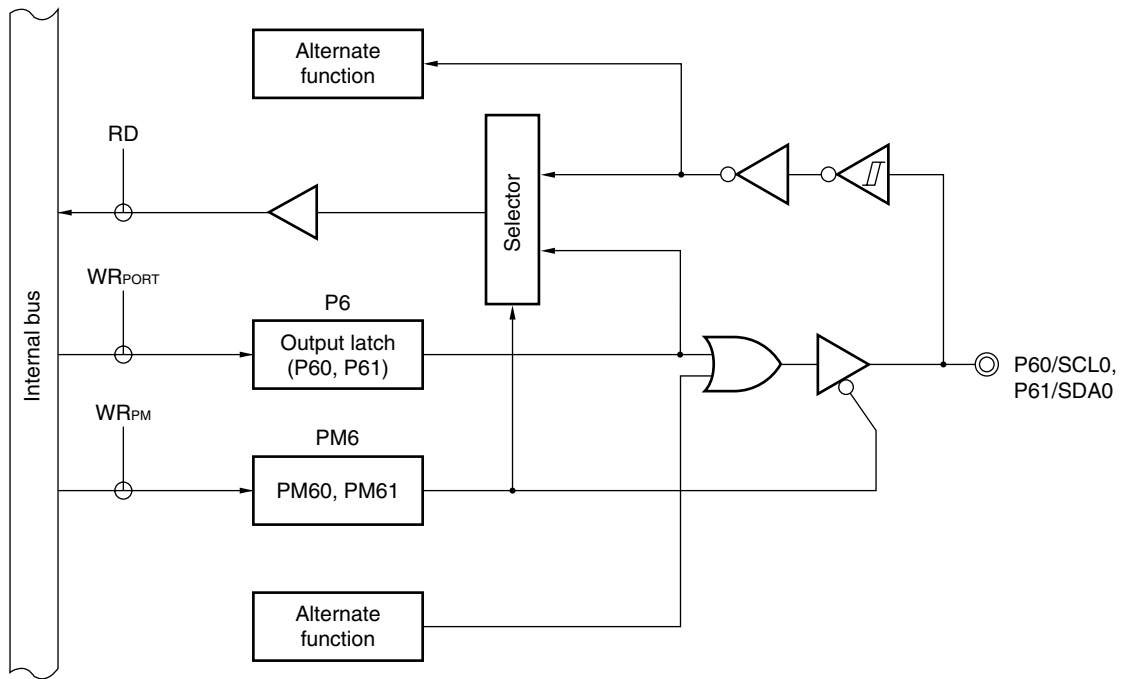 Alternate
function
RD
Selector
WRPORT
P6
Output latch
(P60, P61)
Internal bus
P60/SCL0,
P61/SDA0
WRPM
PM6
PM60, PM61
Alternate
function